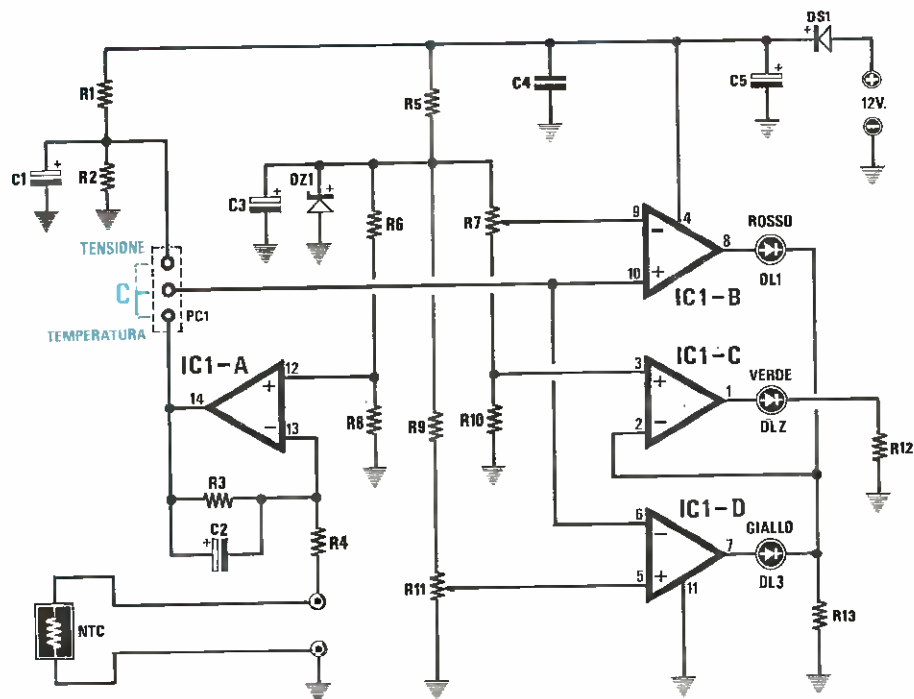 DS1
R1
R5
C4
C5
12V.
C1
R2
C3
DZ1
R6
R7
9
4
ROSSO
TENSIONE
8
10
DL1
C
IC1-B
PC1
TEMPERATURA
IC1-A
IC1-C
VERDE
12
3
14
1
13
2
DL2
R8
R9
R10
R12
R3
IC1-D
C2
GIALLO
R4
6
7
5
DL3
R11
11
NTC
R13
+
-
+
-
+
-
+
-
+
+
+
+
+
+